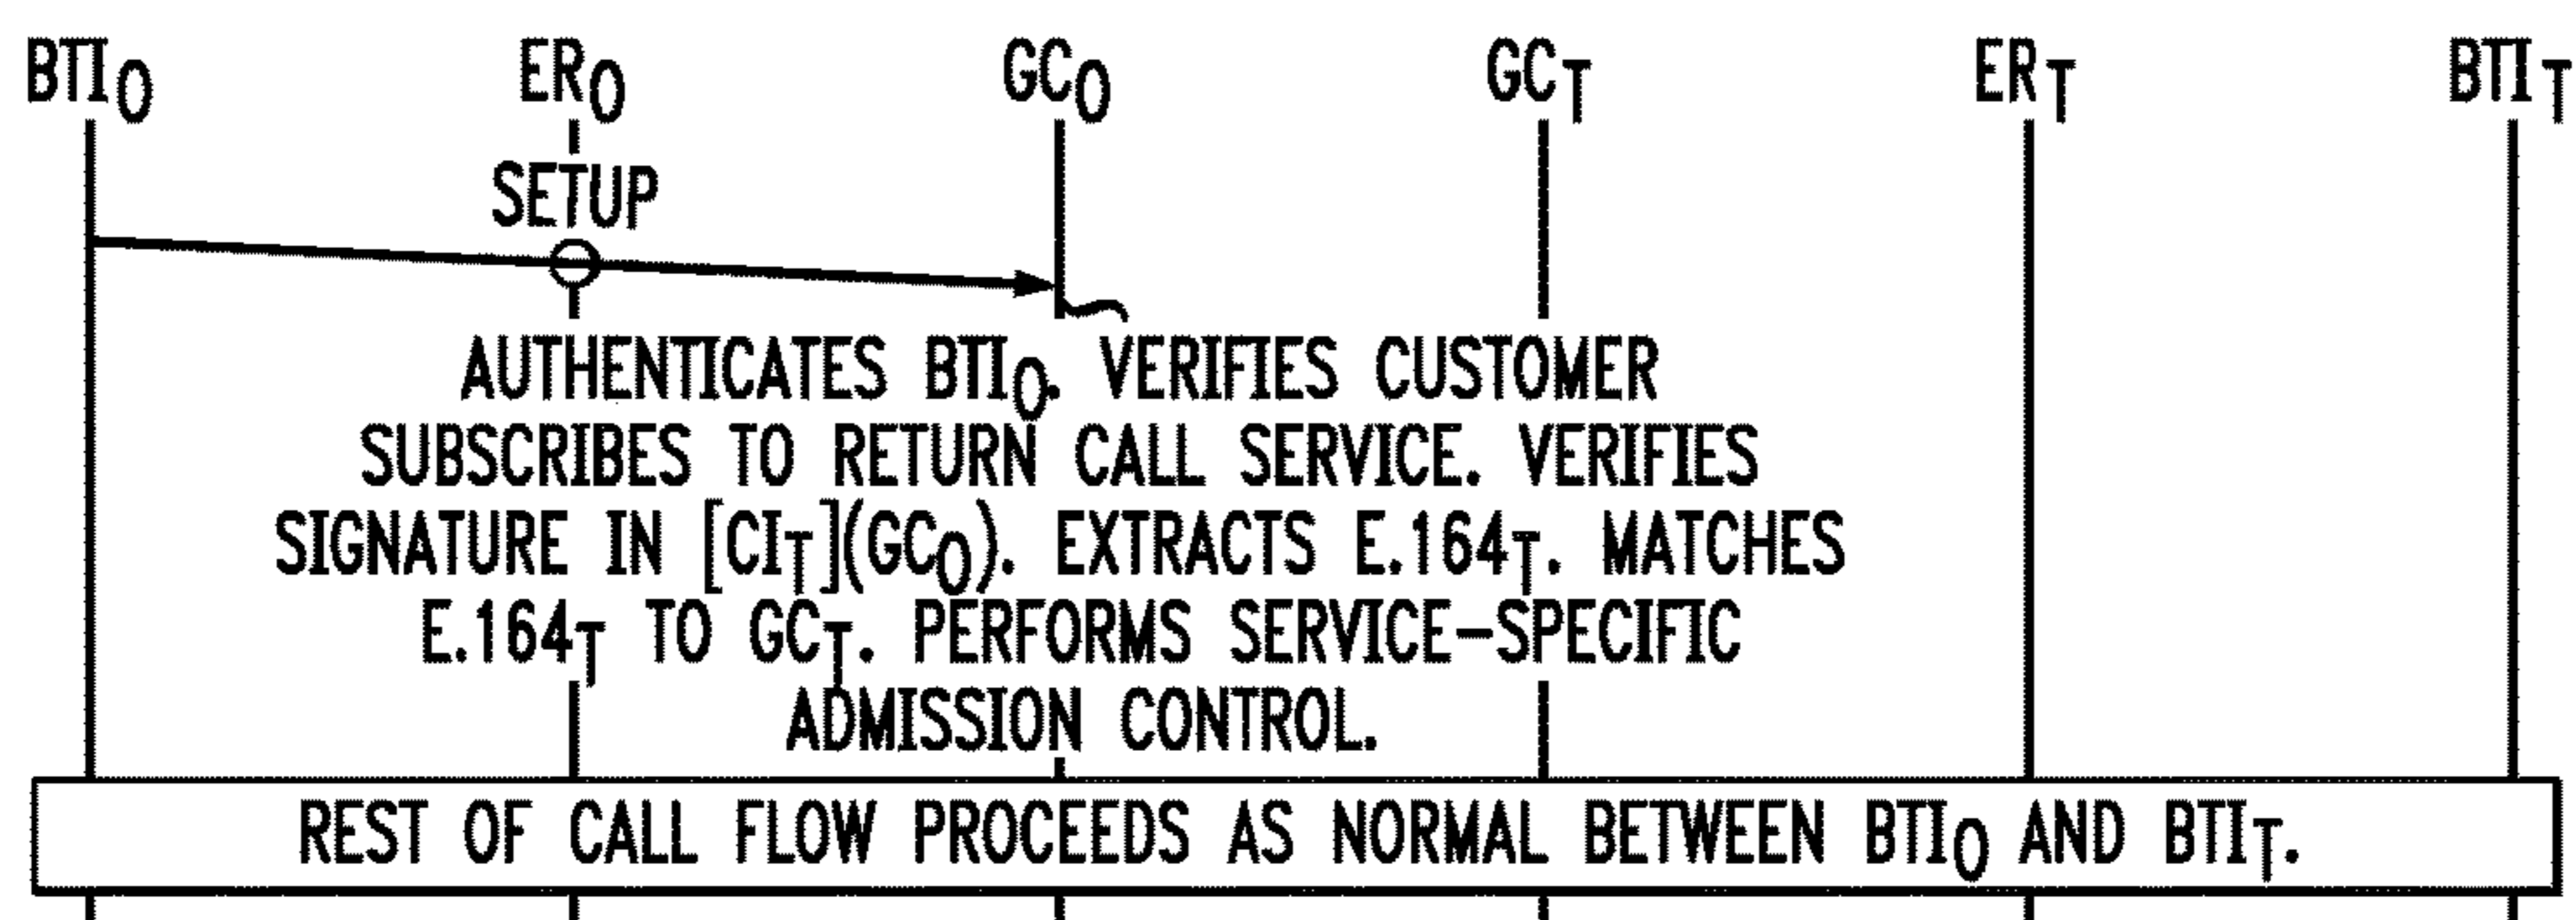 BTIO ERO GCO GCT ERT BTIT
SETUP
AUTHENTICATES BTIO. VERIFIES CUSTOMER
SUBSCRIBES TO RETURN CALL SERVICE. VERIFIES
SIGNATURE IN [CIT](GCO). EXTRACTS E.164T. MATCHES
E.164T TO GCT. PERFORMS SERVICE-SPECIFIC
ADMISSION CONTROL.
REST OF CALL FLOW PROCEEDS AS NORMAL BETWEEN BTIO AND BTIT.